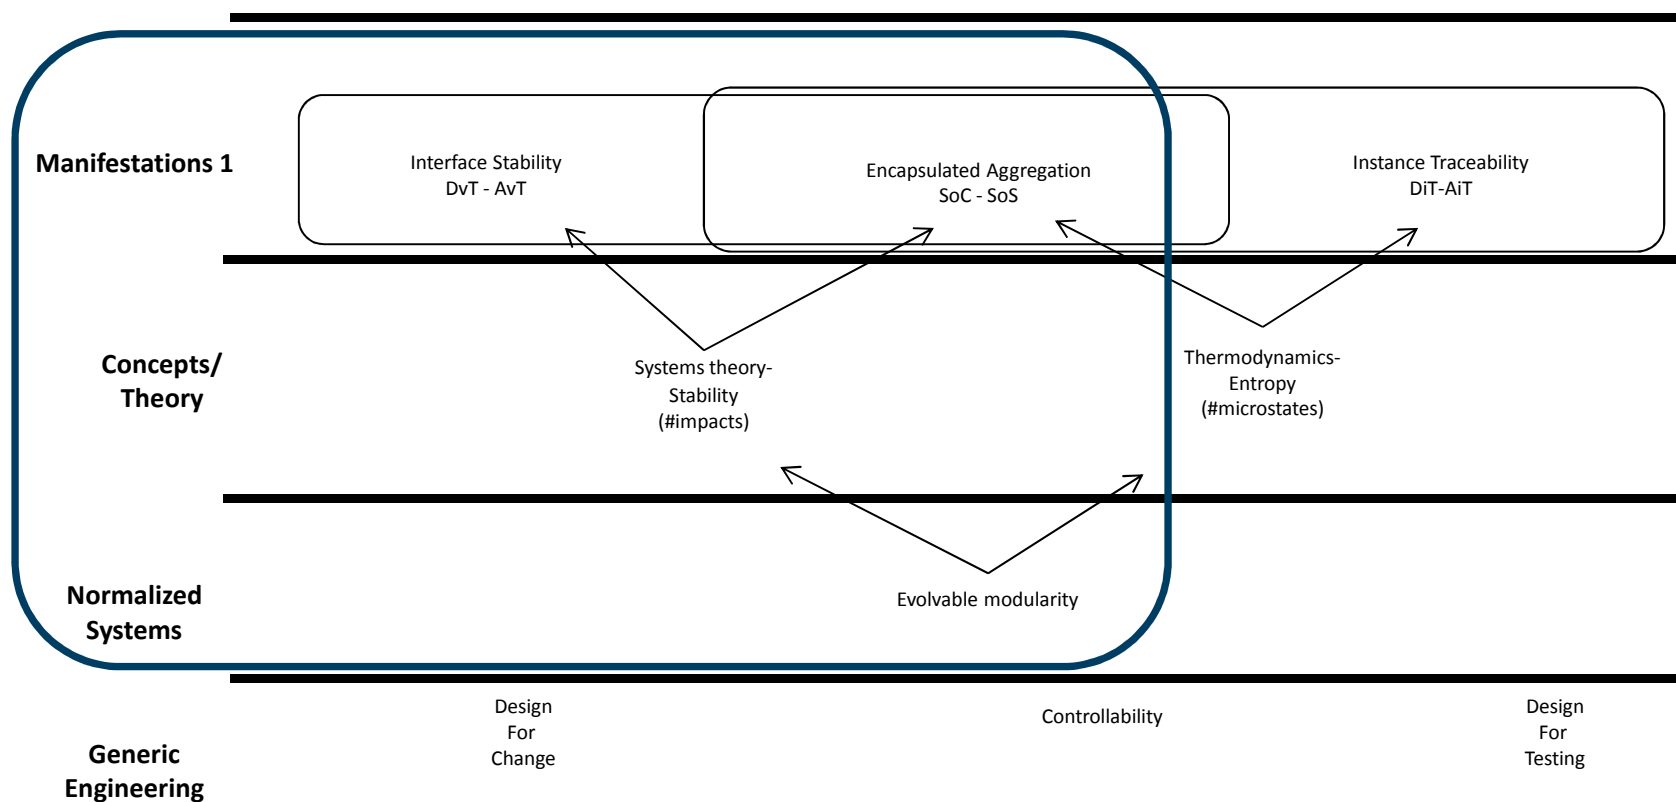 Manifestations 1
Interface Stability
DvT - AvT
Encapsulated Aggregation
SoC - SoS
Instance Traceability
DiT-AiT
Concepts/
Theory
Systems theory-
Stability
(#impacts)
Thermodynamics-
Entropy
(#microstates)
Normalized
Systems
Evolvable modularity
Generic
Engineering
Design
For
Change
Controllability
Design
For
Testing